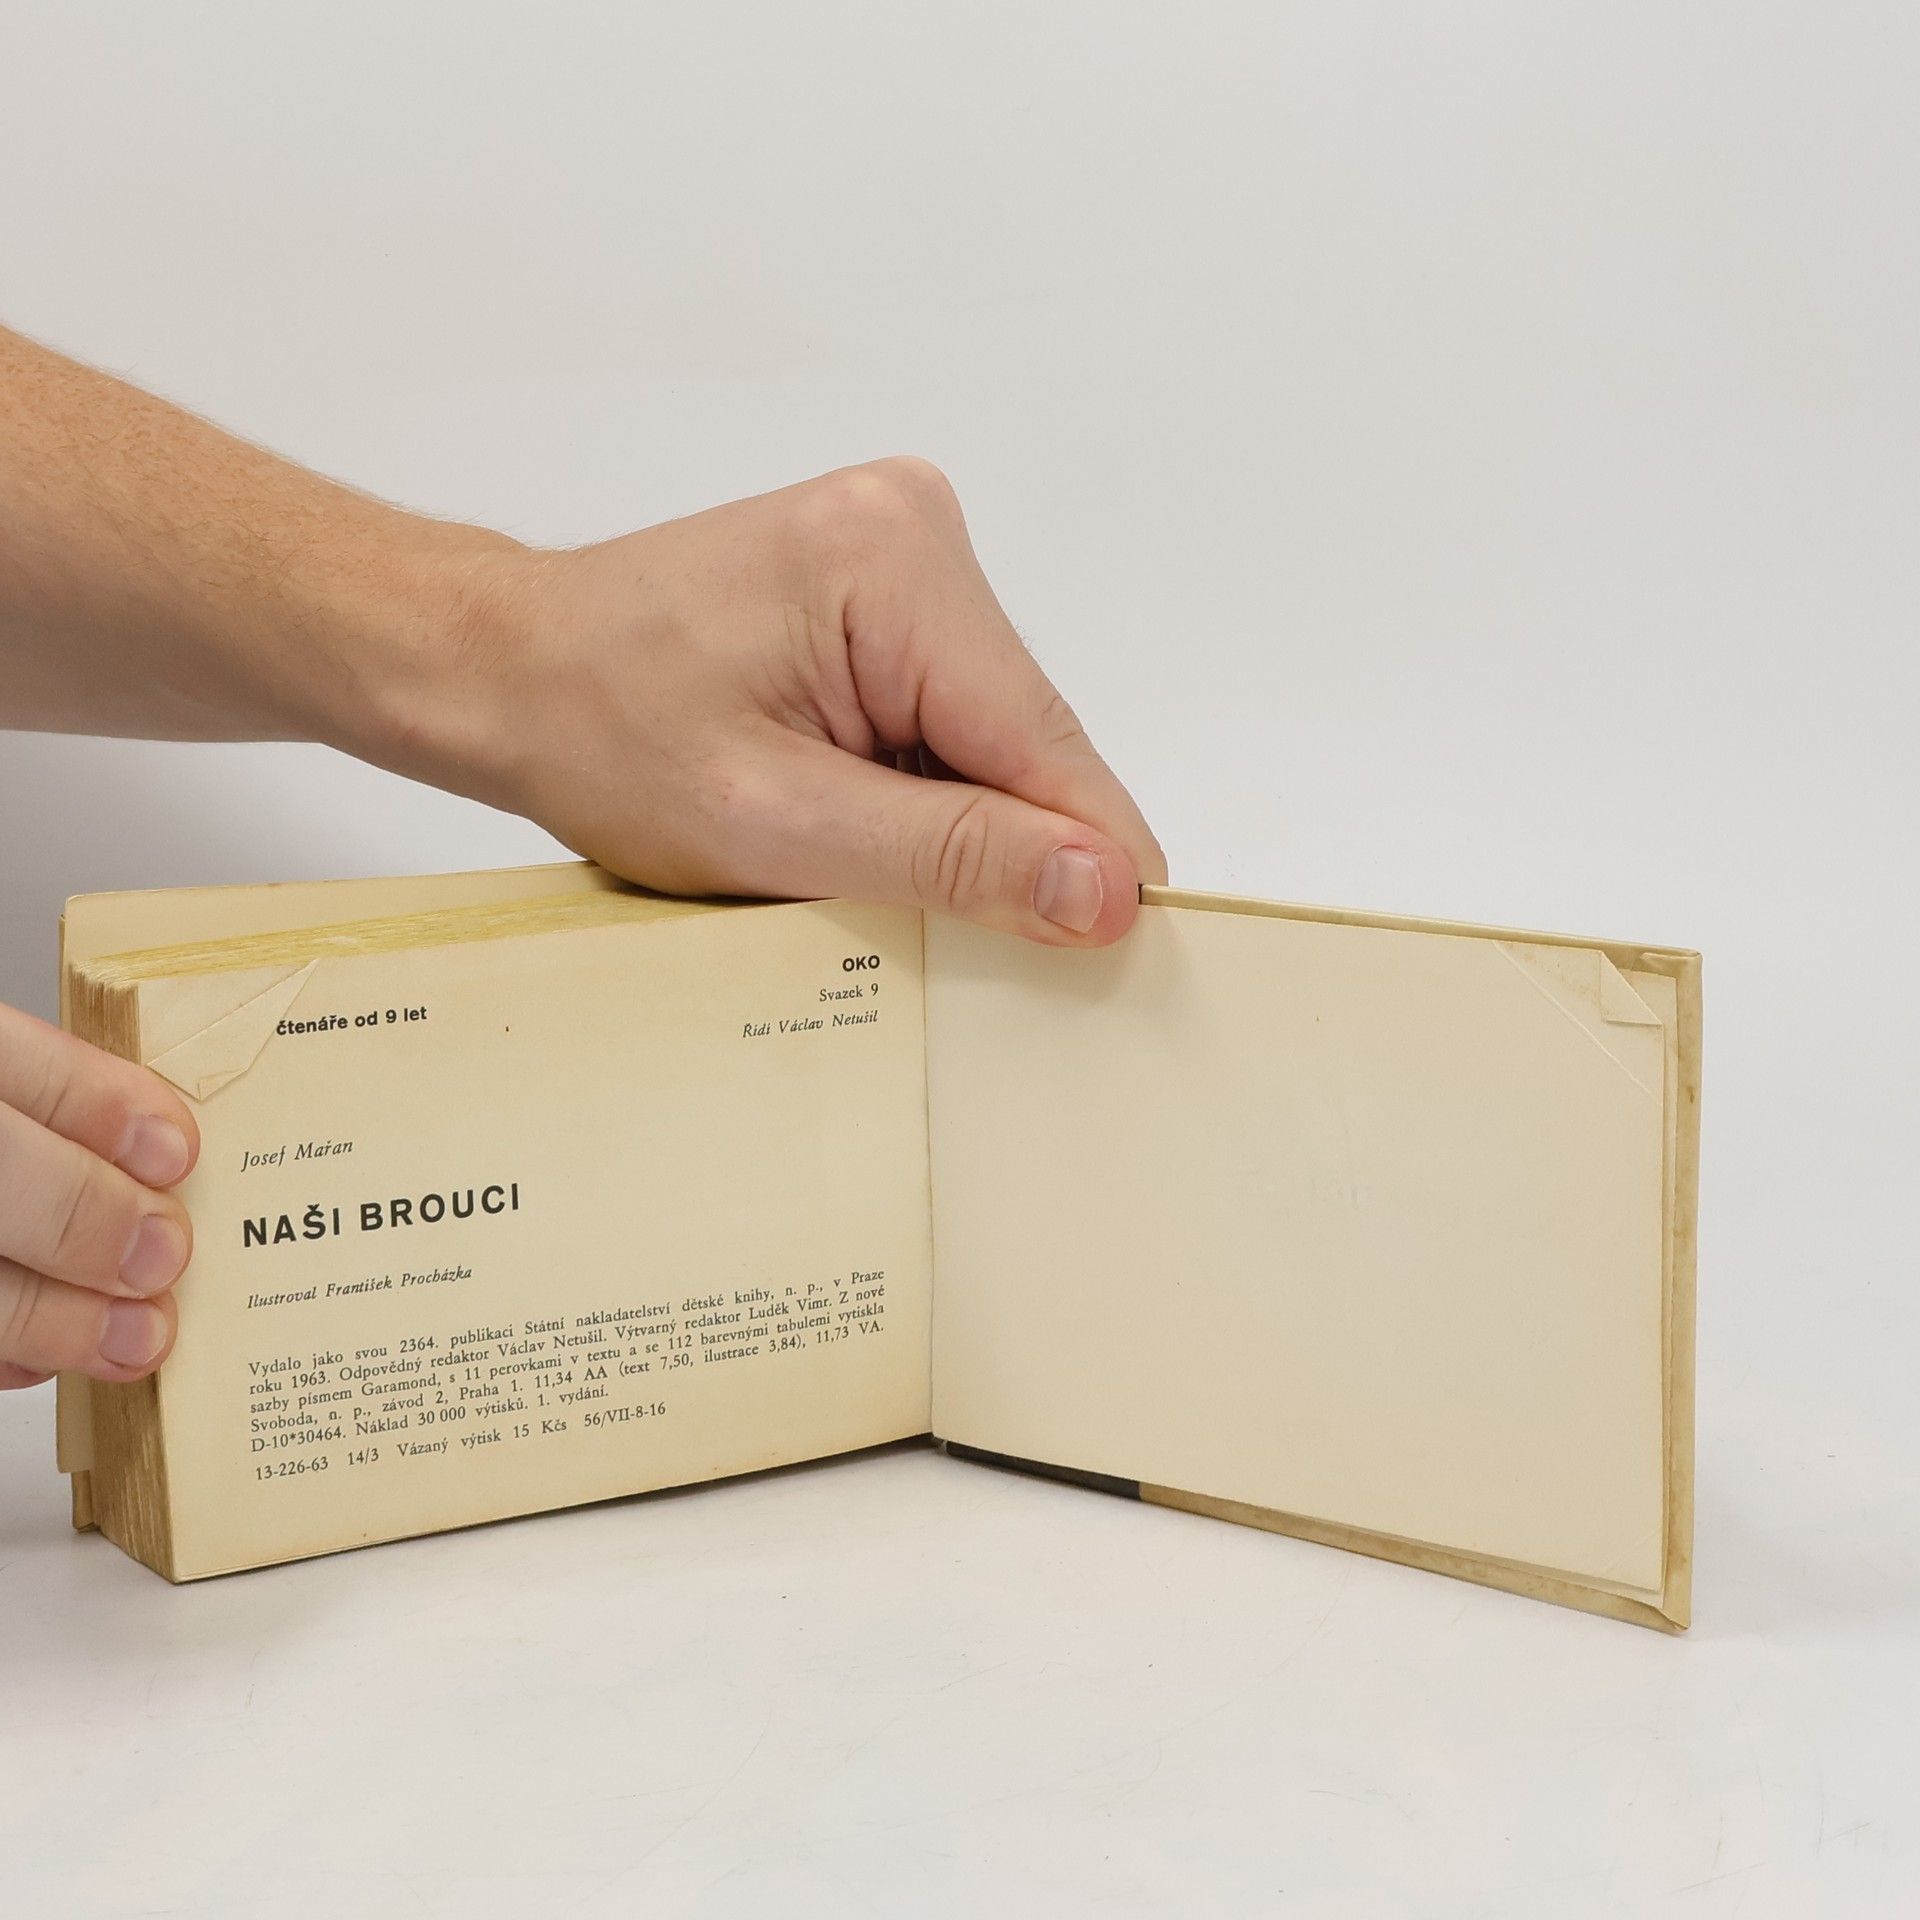 čtenáře od 9 let
OKO
Svazek 9
Řídí Václav Netušil
Josef Mařan
NAŠI BROUCI
Ilustroval František Procházka
Vydalo jako svou 2364. publikaci Státní nakladatelství dětské knihy, n. p., v Praze
roku 1963. Odpovědný redaktor Václav Netušil. Výtvarný redaktor Luděk Vimr. Z nové
sazby písmem Garamond, s 11 perovkami v textu a se 112 barevnými tabulemi vytiskla
Svoboda, n. p., závod 2, Praha 1. 11,34 AA (text 7,50, ilustrace 3,84), 11,73 VA.
D-10*30464. Náklad 30 000 výtisků. 1. vydání.
13-226-63 14/3 Vázaný výtisk 15 Kčs 56/VII-8-16